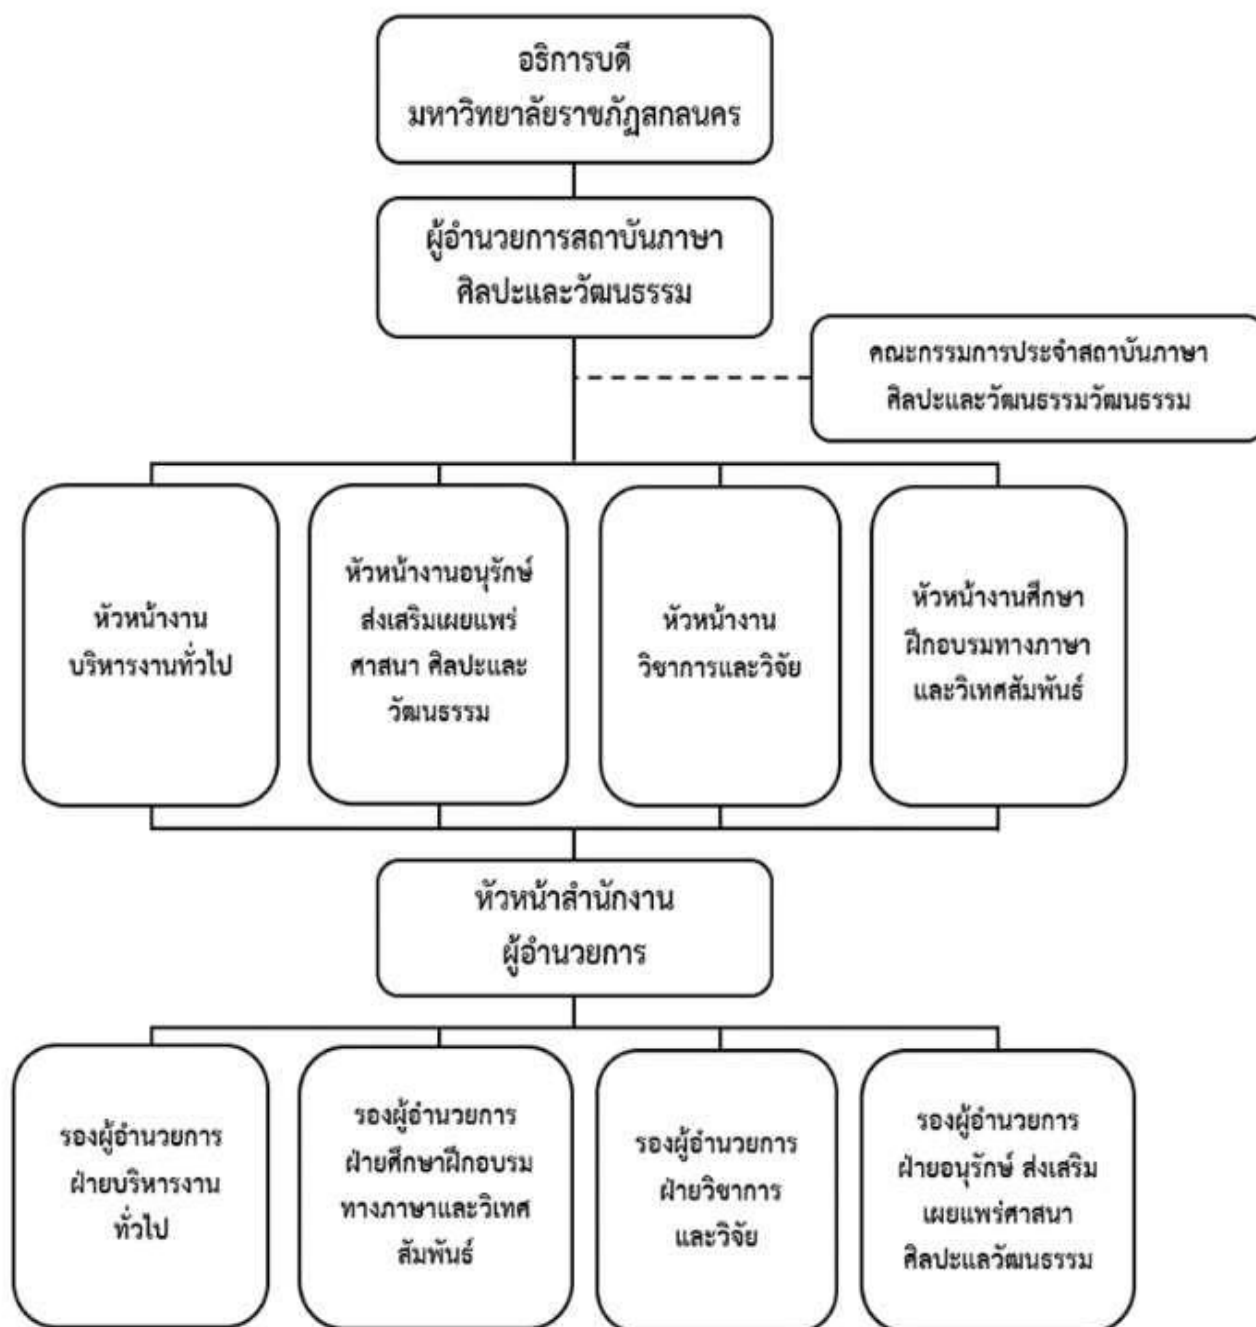 อธิการบดี
มหาวิทยาลัยราชภัฏสกลนคร
ผู้อำนวยการสถาบันภาษา
ศิลปะและวัฒนธรรม
คณะกรรมการประจำสถาบันภาษา
ศิลปะและวัฒนธรรมวัฒนธรรม
หัวหน้างาน
บริหารงานทั่วไป
หัวหน้างานอนุรักษ์
ส่งเสริมเผยแพร่
ศาสนา ศิลปะและ
วัฒนธรรม
หัวหน้างาน
วิชาการและวิจัย
หัวหน้างานศึกษา
ฝึกอบรมทางภาษา
และวิเทศสัมพันธ์
หัวหน้าสำนักงาน
ผู้อำนวยการ
รองผู้อำนวยการ
ฝ่ายบริหารงาน
ทั่วไป
รองผู้อำนวยการ
ฝ่ายศึกษาฝึกอบรม
ทางภาษาและวิเทศ
สัมพันธ์
รองผู้อำนวยการ
ฝ่ายวิชาการ
และวิจัย
รองผู้อำนวยการ
ฝ่ายอนุรักษ์ ส่งเสริม
เผยแพร่ศาสนา
ศิลปะแลวัฒนธรรม